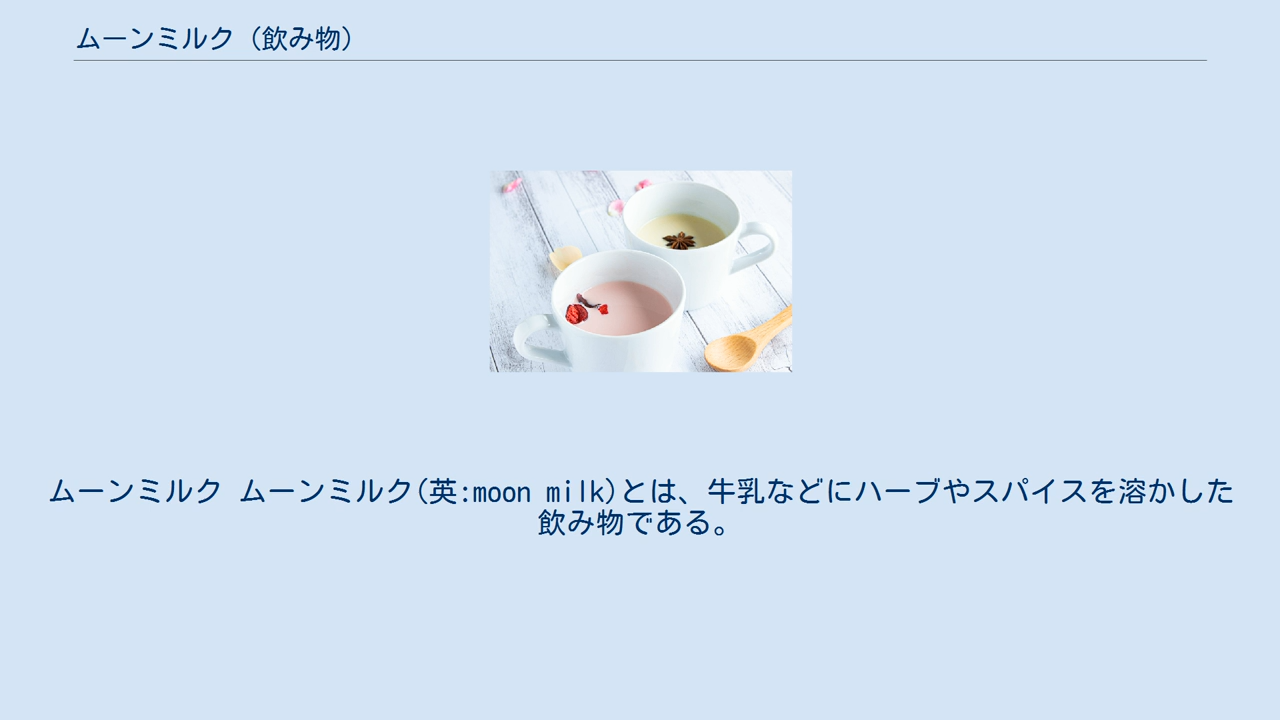 ムーンミルク (飲み物)
ムーンミルク ムーンミルク(英:moon milk)とは、牛乳などにハーブやスパイスを溶かした
飲み物である。